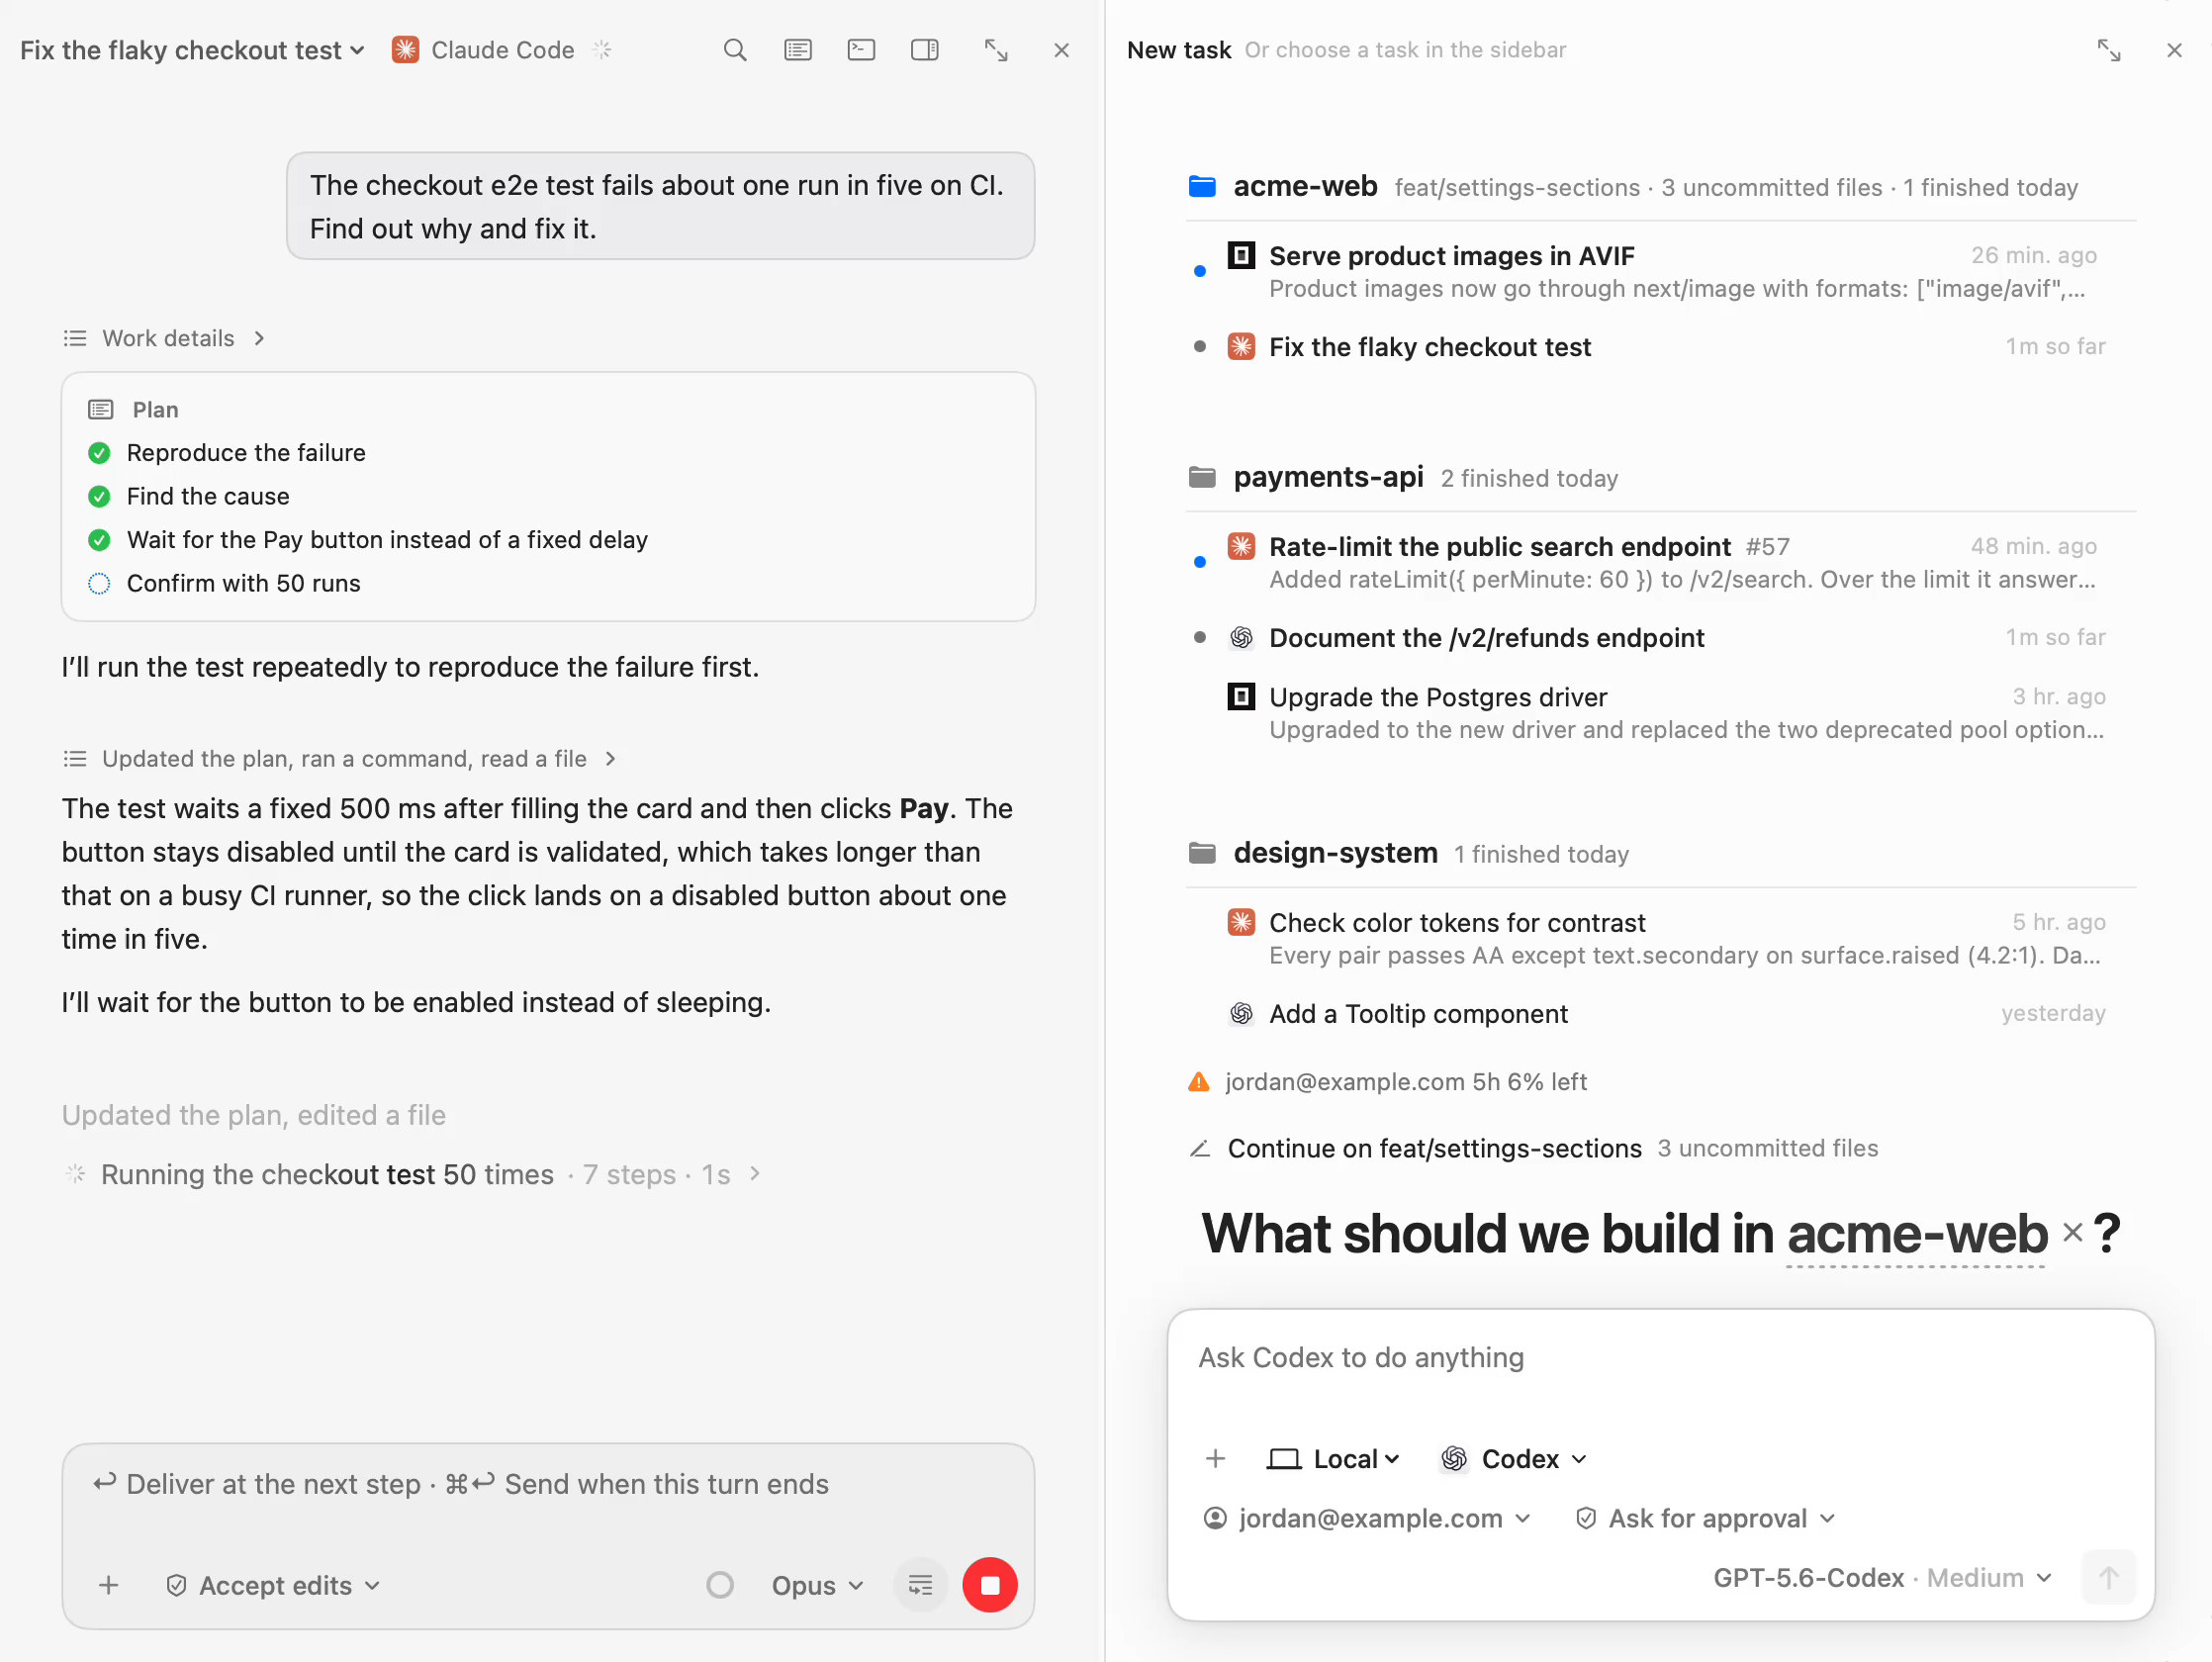 Fix the flaky checkout test
Claude Code
The checkout e2e test fails about one run in five on CI.
Find out why and fix it.
Work details
Plan
Reproduce the failure
Find the cause
Wait for the Pay button instead of a fixed delay
Confirm with 50 runs
I’ll run the test repeatedly to reproduce the failure first.
Updated the plan, ran a command, read a file
The test waits a fixed 500 ms after filling the card and then clicks Pay. The
button stays disabled until the card is validated, which takes longer than
that on a busy CI runner, so the click lands on a disabled button about one
time in five.
I’ll wait for the button to be enabled instead of sleeping.
Updated the plan, edited a file
Running the checkout test 50 times · 7 steps · 1s
↩ Deliver at the next step · ⌘↩ Send when this turn ends
Accept edits
Opus
New task Or choose a task in the sidebar
acme-web feat/settings-sections · 3 uncommitted files · 1 finished today
Serve product images in AVIF 26 min. ago
Product images now go through next/image with formats: ["image/avif",...
Fix the flaky checkout test 1m so far
payments-api 2 finished today
Rate-limit the public search endpoint #57 48 min. ago
Added rateLimit({ perMinute: 60 }) to /v2/search. Over the limit it answer...
Document the /v2/refunds endpoint 1m so far
Upgrade the Postgres driver 3 hr. ago
Upgraded to the new driver and replaced the two deprecated pool option...
design-system 1 finished today
Check color tokens for contrast 5 hr. ago
Every pair passes AA except text.secondary on surface.raised (4.2:1). Da...
Add a Tooltip component yesterday
jordan@example.com 5h 6% left
Continue on feat/settings-sections 3 uncommitted files
What should we build in acme-web × ?
Ask Codex to do anything
Local
Codex
jordan@example.com
Ask for approval
GPT-5.6-Codex · Medium